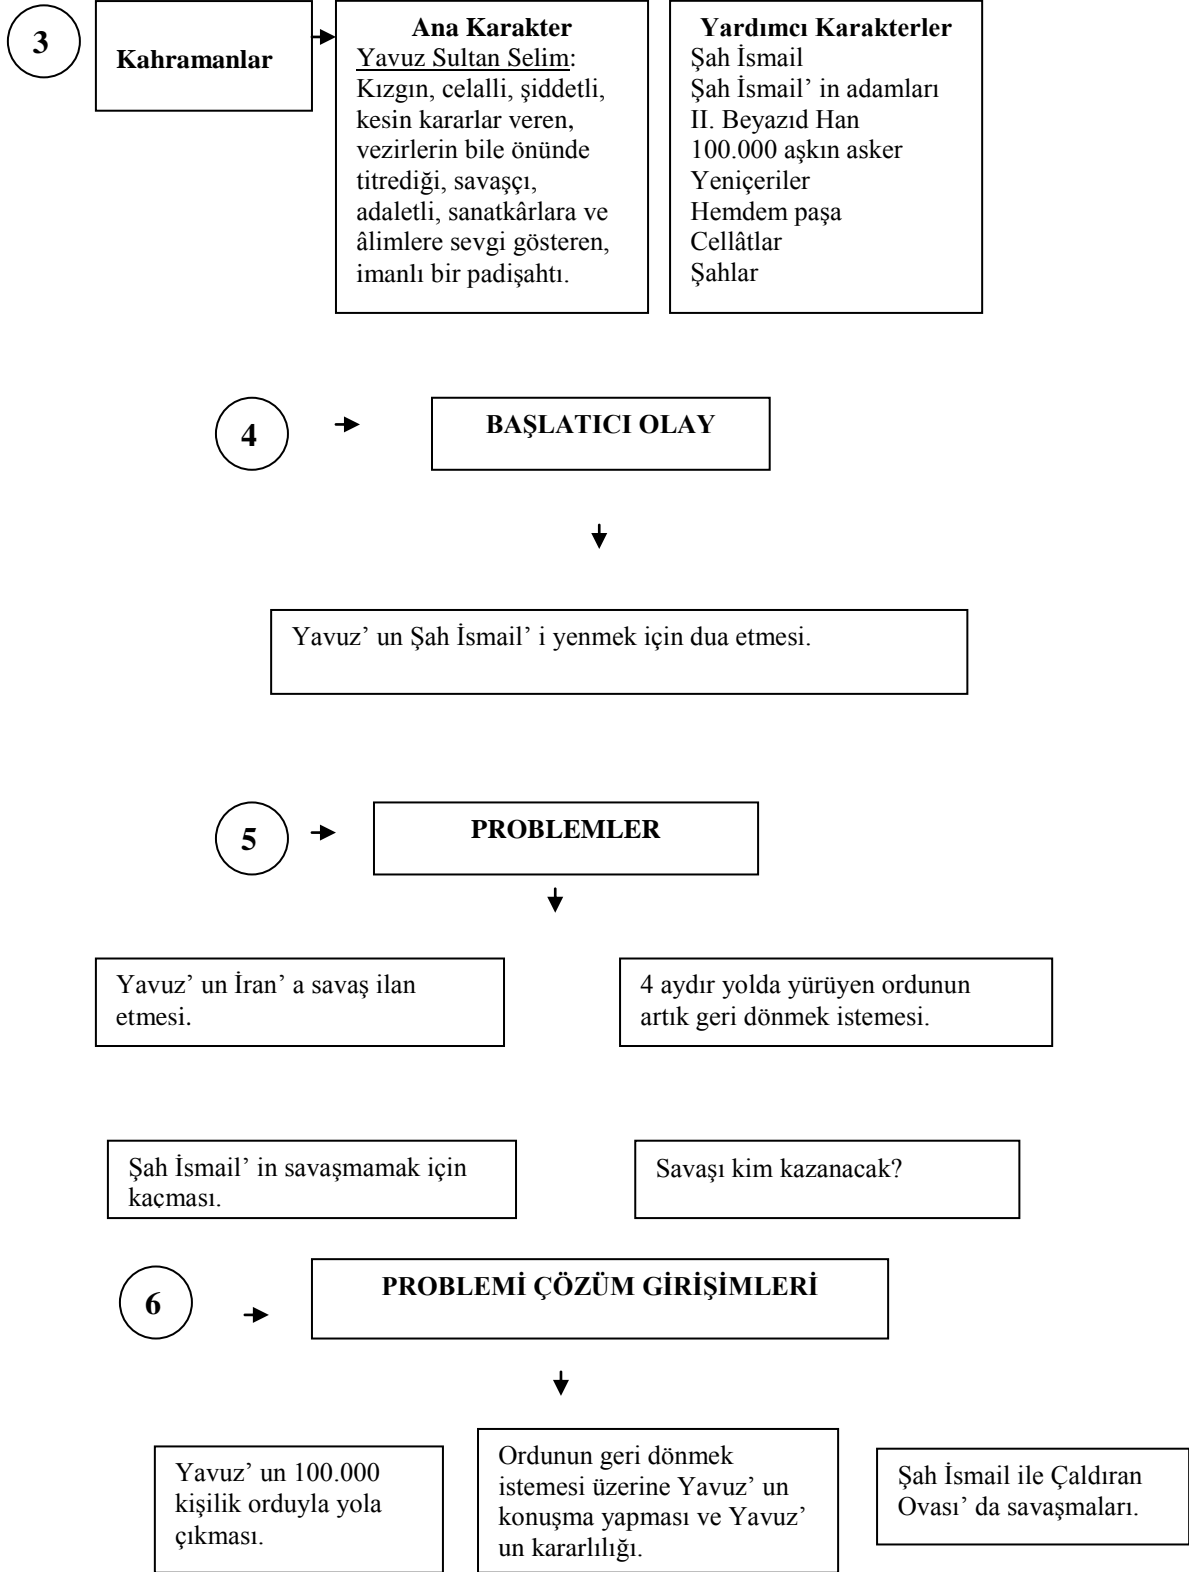 3
Kahramanlar
Ana Karakter
Yavuz Sultan Selim:
Kızgın, celalli, şiddetli,
kesin kararlar veren,
vezirlerin bile önünde
titrediği, savaşçı,
adaletli, sanatkârlara ve
âlimlere sevgi gösteren,
imanlı bir padişahtı.
Yardımcı Karakterler
Şah İsmail
Şah İsmail’ in adamları
II. Beyazıd Han
100.000 aşkın asker
Yeniçeriler
Hemdem paşa
Cellâtlar
Şahlar
4
BAŞLATICI OLAY
Yavuz’ un Şah İsmail’ i yenmek için dua etmesi.
5
PROBLEMLER
Yavuz’ un İran’ a savaş ilan
etmesi.
4 aydır yolda yürüyen ordunun
artık geri dönmek istemesi.
Şah İsmail’ in savaşmamak için
kaçması.
Savaşı kim kazanacak?
6
PROBLEMİ ÇÖZÜM GİRİŞİMLERİ
Yavuz’ un 100.000
kişilik orduyla yola
çıkması.
Ordunun geri dönmek
istemesi üzerine Yavuz’ un
konuşma yapması ve Yavuz’
un kararlılığı.
Şah İsmail ile Çaldıran
Ovası’ da savaşmaları.